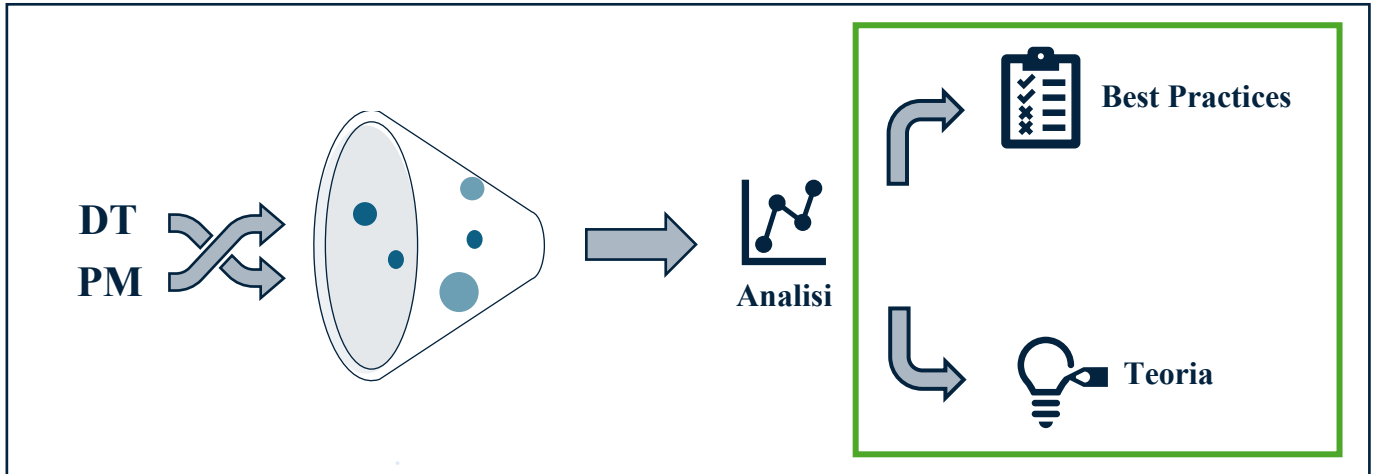 DT
PM
Analisi
Best Practices
Teoria